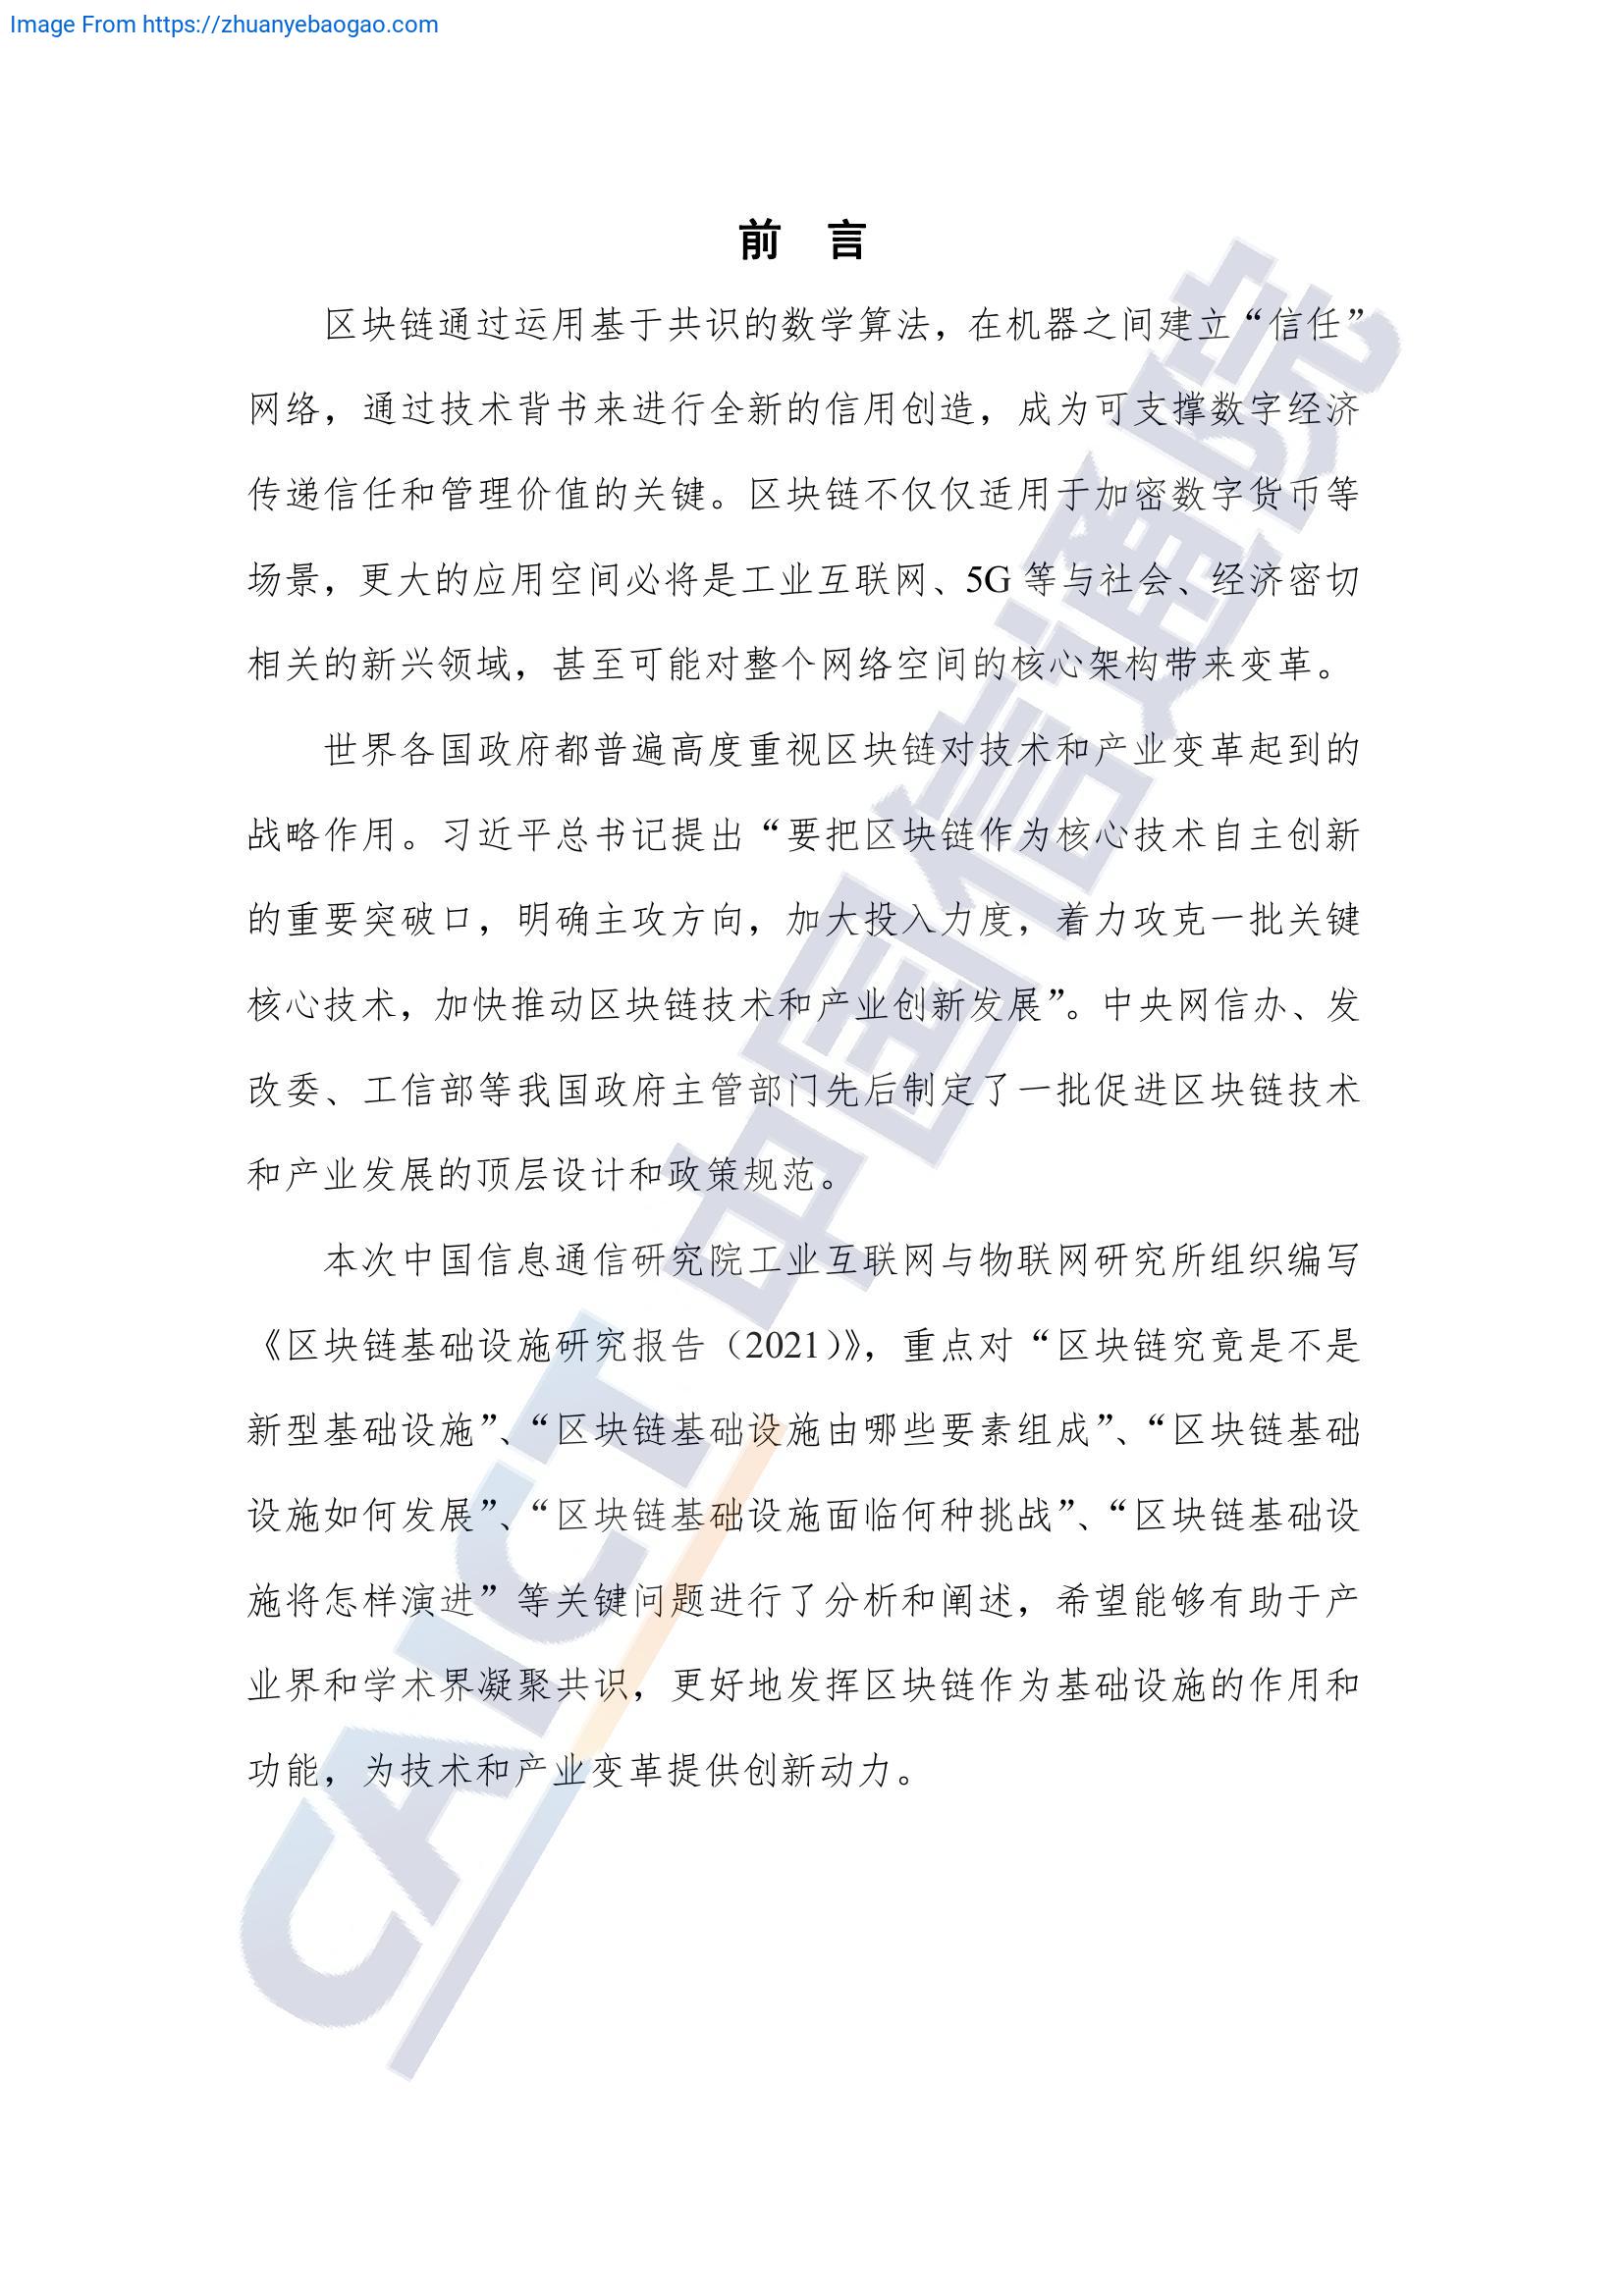 Image From https://zhuanyebaogao.com
前 言
区块链通过运用基于共识的数学算法，在机器之间建立“信任”
网络，通过技术背书来进行全新的信用创造，成为可支撑数字经济
传递信任和管理价值的关键。区块链不仅仅适用于加密数字货币等
场景，更大的应用空间必将是工业互联网、5G 等与社会、经济密切
相关的新兴领域，甚至可能对整个网络空间的核心架构带来变革。
世界各国政府都普遍高度重视区块链对技术和产业变革起到的
战略作用。习近平总书记提出“要把区块链作为核心技术自主创新
的重要突破口，明确主攻方向，加大投入力度，着力攻克一批关键
核心技术，加快推动区块链技术和产业创新发展”。中央网信办、发
改委、工信部等我国政府主管部门先后制定了一批促进区块链技术
和产业发展的顶层设计和政策规范。
本次中国信息通信研究院工业互联网与物联网研究所组织编写
《区块链基础设施研究报告（2021）》，重点对“区块链究竟是不是
新型基础设施”、“区块链基础设施由哪些要素组成”、“区块链基础
设施如何发展”、“区块链基础设施面临何种挑战”、“区块链基础设
施将怎样演进”等关键问题进行了分析和阐述，希望能够有助于产
业界和学术界凝聚共识，更好地发挥区块链作为基础设施的作用和
功能，为技术和产业变革提供创新动力。
CAICT 中国信通院